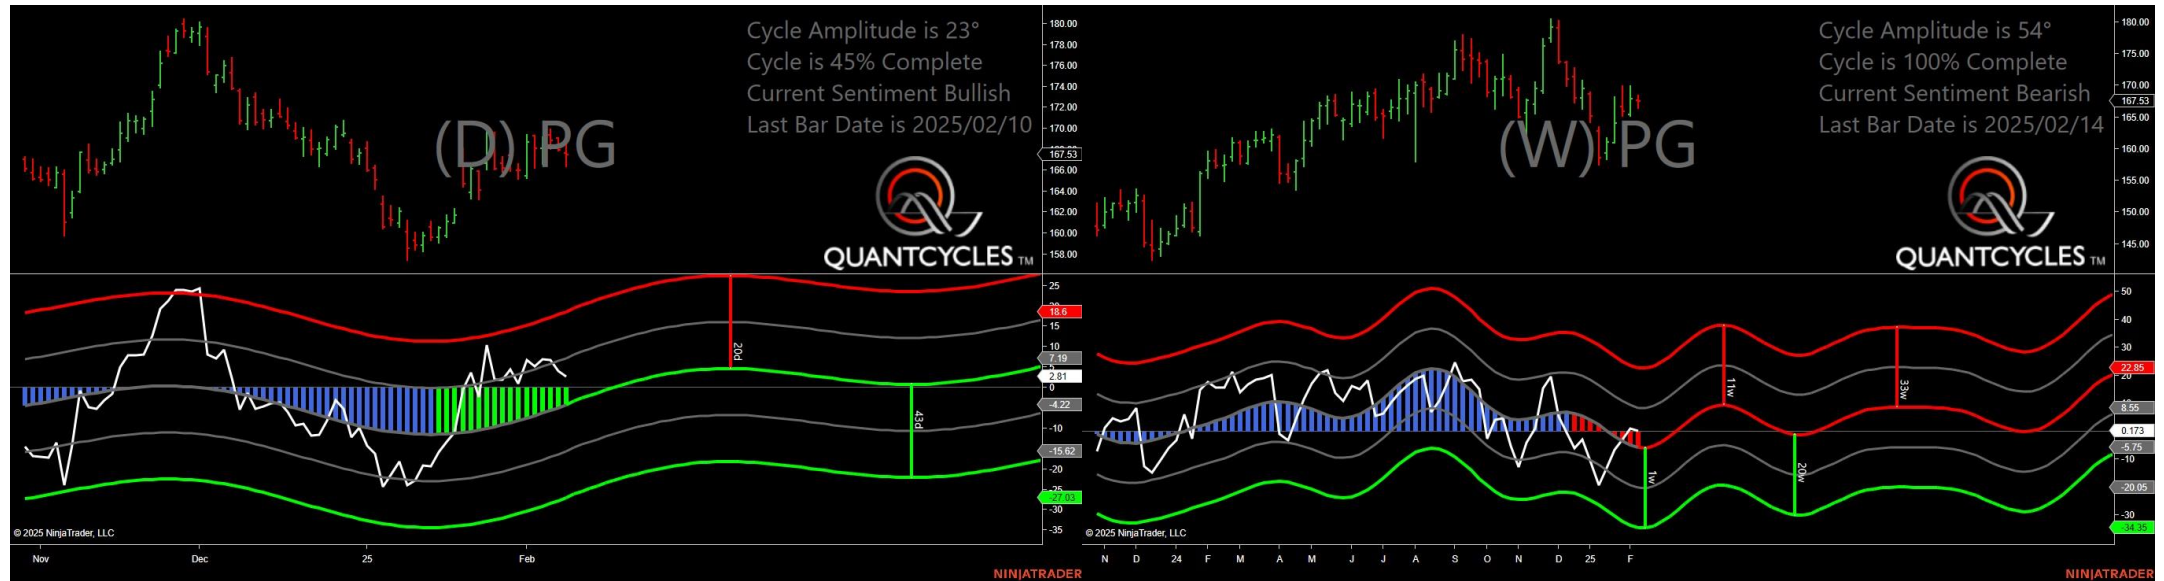 Cycle Amplitude is 23°
Cycle is 45% Complete
Current Sentiment Bullish
Last Bar Date is 2025/02/10
(D) PG
QUANTCYCLES TM
180.00
178.00
176.00
174.00
172.00
170.00
167.53
166.00
164.00
162.00
160.00
158.00
25
18.6
15
10
7.19
5
2.81
0
-4.22
-10
-15.62
-20
-25
-27.03
-30
-35
20d
43d
© 2025 NinjaTrader, LLC
Nov Dec 25 Feb
NINJATRADER
Cycle Amplitude is 54°
Cycle is 100% Complete
Current Sentiment Bearish
Last Bar Date is 2025/02/14
(W) PG
QUANTCYCLES TM
180.00
175.00
170.00
167.53
165.00
160.00
155.00
150.00
145.00
50
40
30
22.85
20
8.55
0.173
-5.75
-10
-20.05
-30
-34.35
1w
11w
20w
33w
© 2025 NinjaTrader, LLC
N D 24 F M A M J J A S O N D 25 F
NINJATRADER